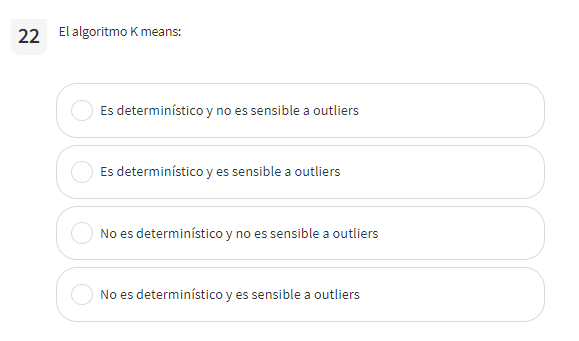 22 El algoritmo K means:
Es determinístico y no es sensible a outliers
Es determinístico y es sensible a outliers
No es determinístico y no es sensible a outliers
No es determinístico y es sensible a outliers